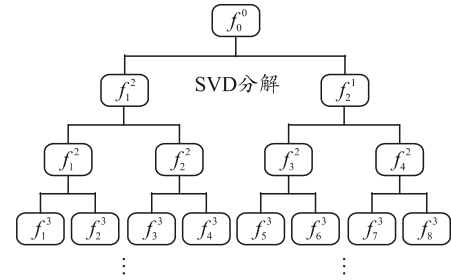 f_0^0
f_1^2 SVD分解 f_2^1
f_1^2 f_2^2 f_3^2 f_4^2
f_1^3 f_2^3 f_3^3 f_4^3 f_5^3 f_6^3 f_7^3 f_8^3
⋮ ⋮